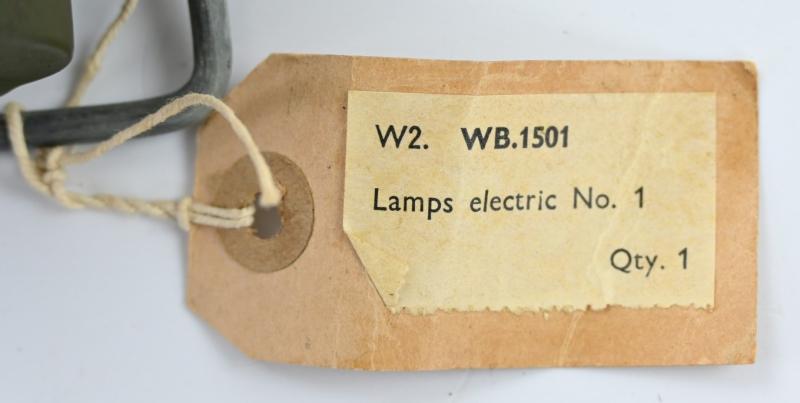 W2. WB.1501
Lamps electric No. 1
Qty. 1